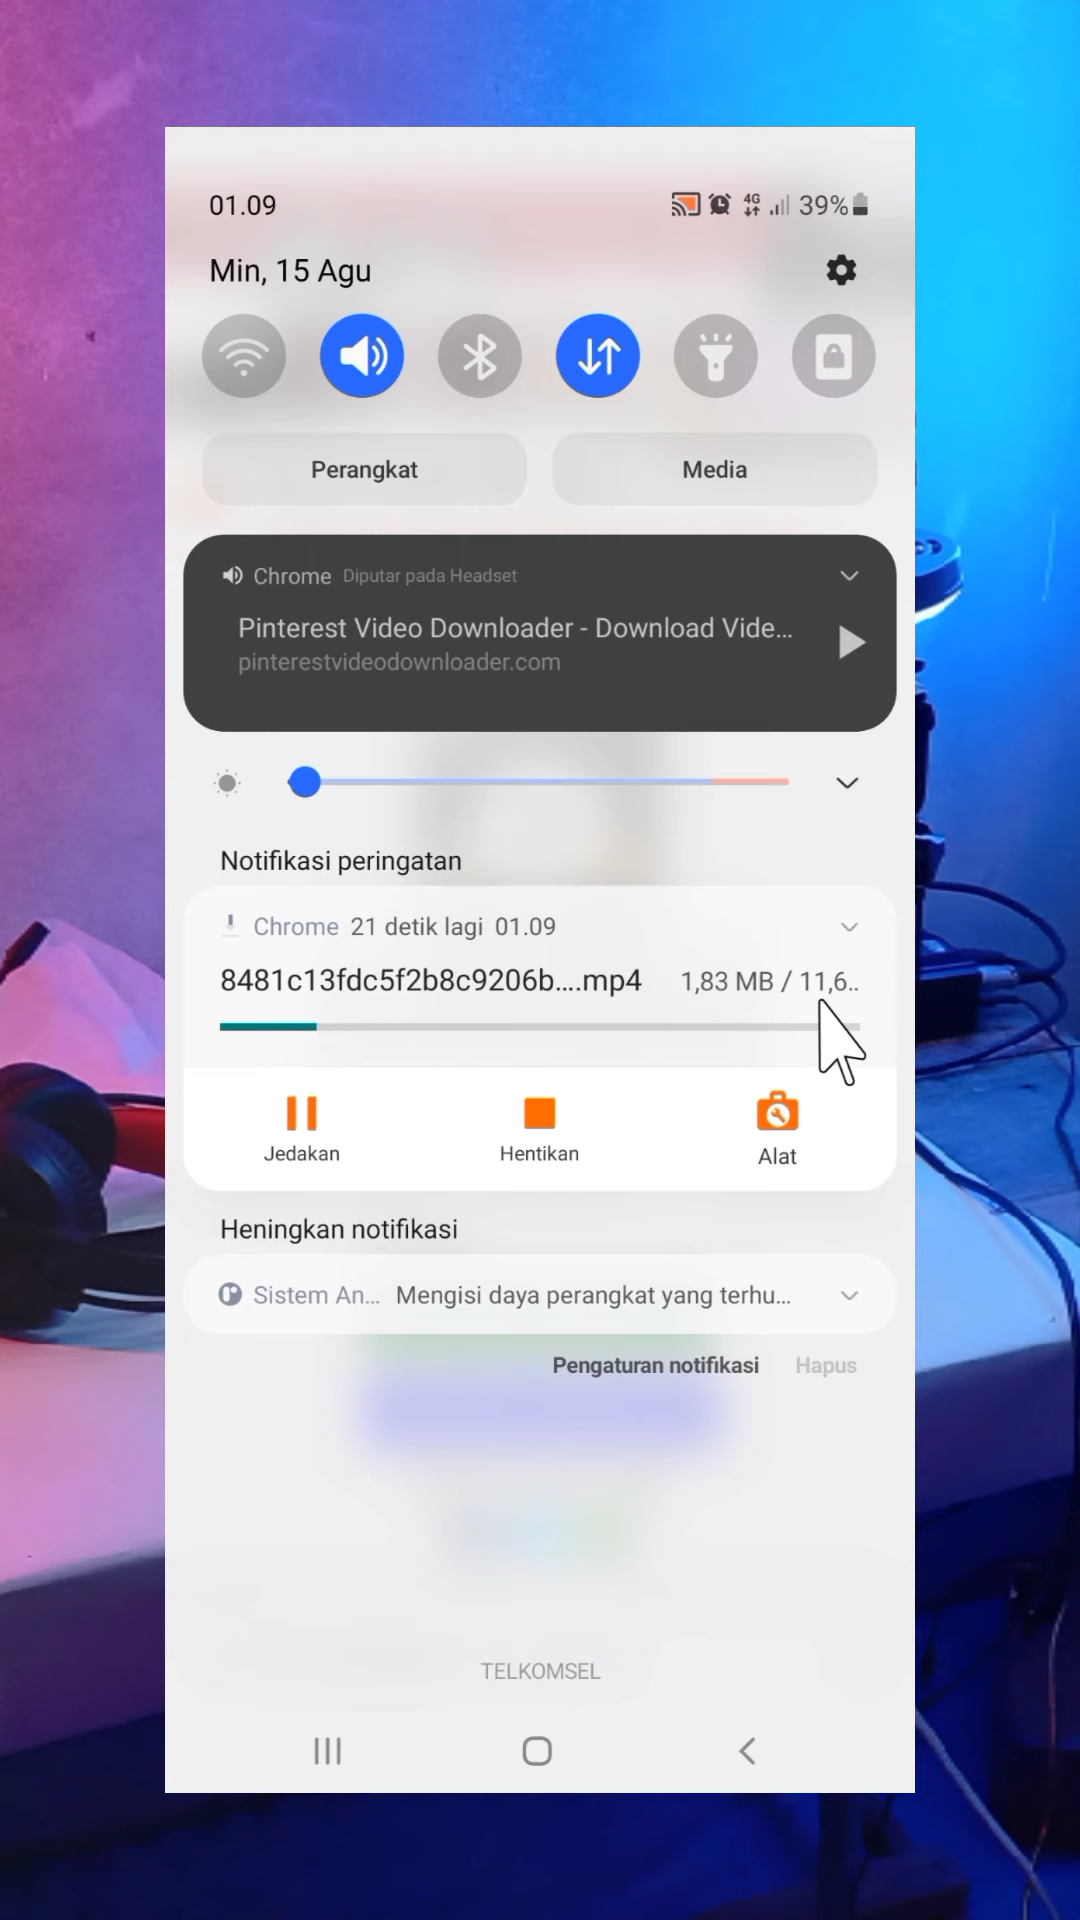 01.09
4G 39%
Min, 15 Agu
Perangkat
Media
Chrome Diputar pada Headset
Pinterest Video Downloader - Download Vide...
pinterestvideodownloader.com
Notifikasi peringatan
Chrome 21 detik lagi 01.09
8481c13fdc5f2b8c9206b....mp4 1,83 MB / 11,6..
Jedakan
Hentikan
Alat
Heningkan notifikasi
Sistem An... Mengisi daya perangkat yang terhu...
Pengaturan notifikasi Hapus
TELKOMSEL